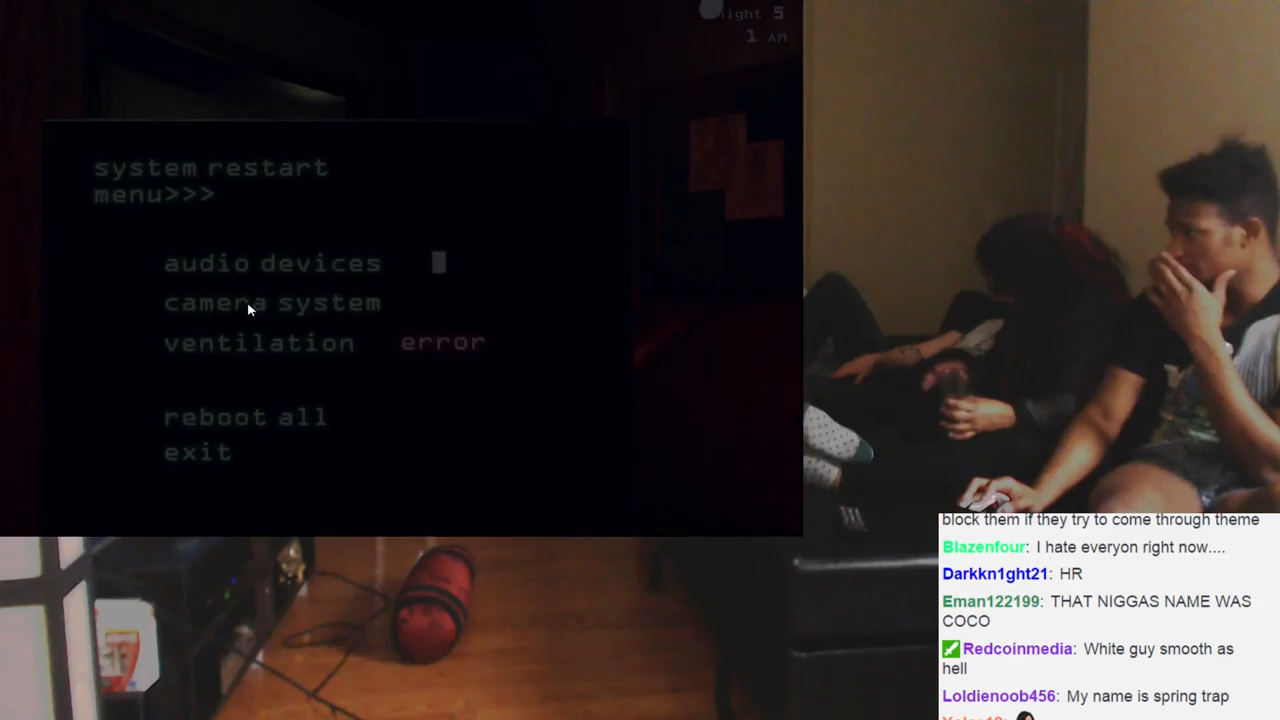 night 5
1 AM
system restart
menu>>>
audio devices
camera system
ventilation error
reboot all
exit
block them if they try to come through theme
Blazenfour: I hate everyon right now....
Darkkn1ght21: HR
Eman122199: THAT NIGGAS NAME WAS
COCO
Redcoinmedia: White guy smooth as
hell
Loldienoob456: My name is spring trap